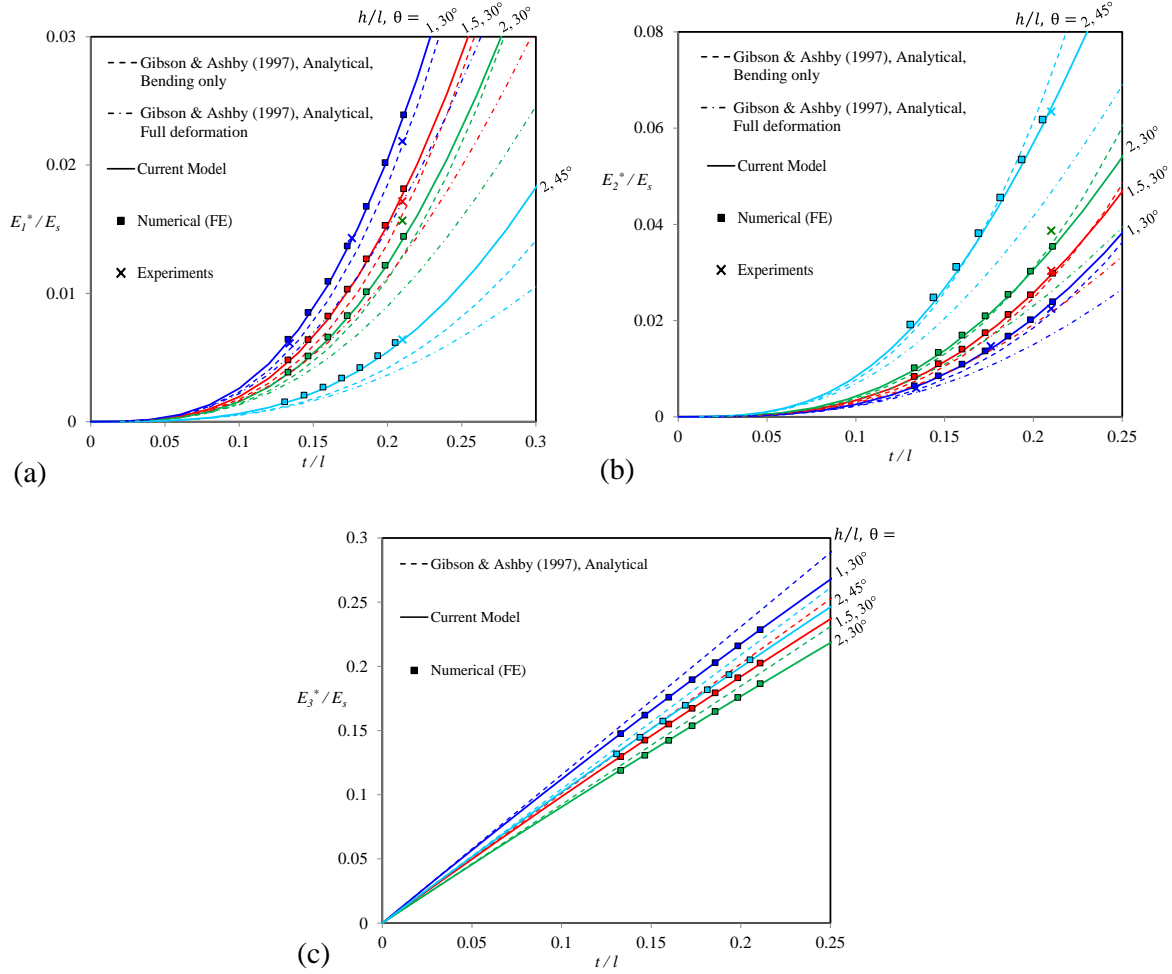 h/l, θ =
1, 30°
1.5, 30°
2, 30°
0.03
Gibson & Ashby (1997), Analytical,
Bending only
Gibson & Ashby (1997), Analytical,
Full deformation
0.02
Current Model
2, 45°
E1*/Es
Numerical (FE)
0.01
Experiments
0
0
0.05
0.1
0.15
0.2
0.25
0.3
t / l
(a)
h/l, θ =
2, 45°
0.08
Gibson & Ashby (1997), Analytical,
Bending only
Gibson & Ashby (1997), Analytical,
Full deformation
0.06
Current Model
2, 30°
1.5, 30°
1, 30°
E2*/Es
0.04
Numerical (FE)
Experiments
0.02
0
0
0.05
0.1
0.15
0.2
0.25
t / l
(b)
h/l, θ =
1, 30°
2, 45°
1.5, 30°
2, 30°
0.3
Gibson & Ashby (1997), Analytical
0.25
Current Model
0.2
Numerical (FE)
E3*/Es
0.15
0.1
0.05
0
0
0.05
0.1
0.15
0.2
0.25
t / l
(c)